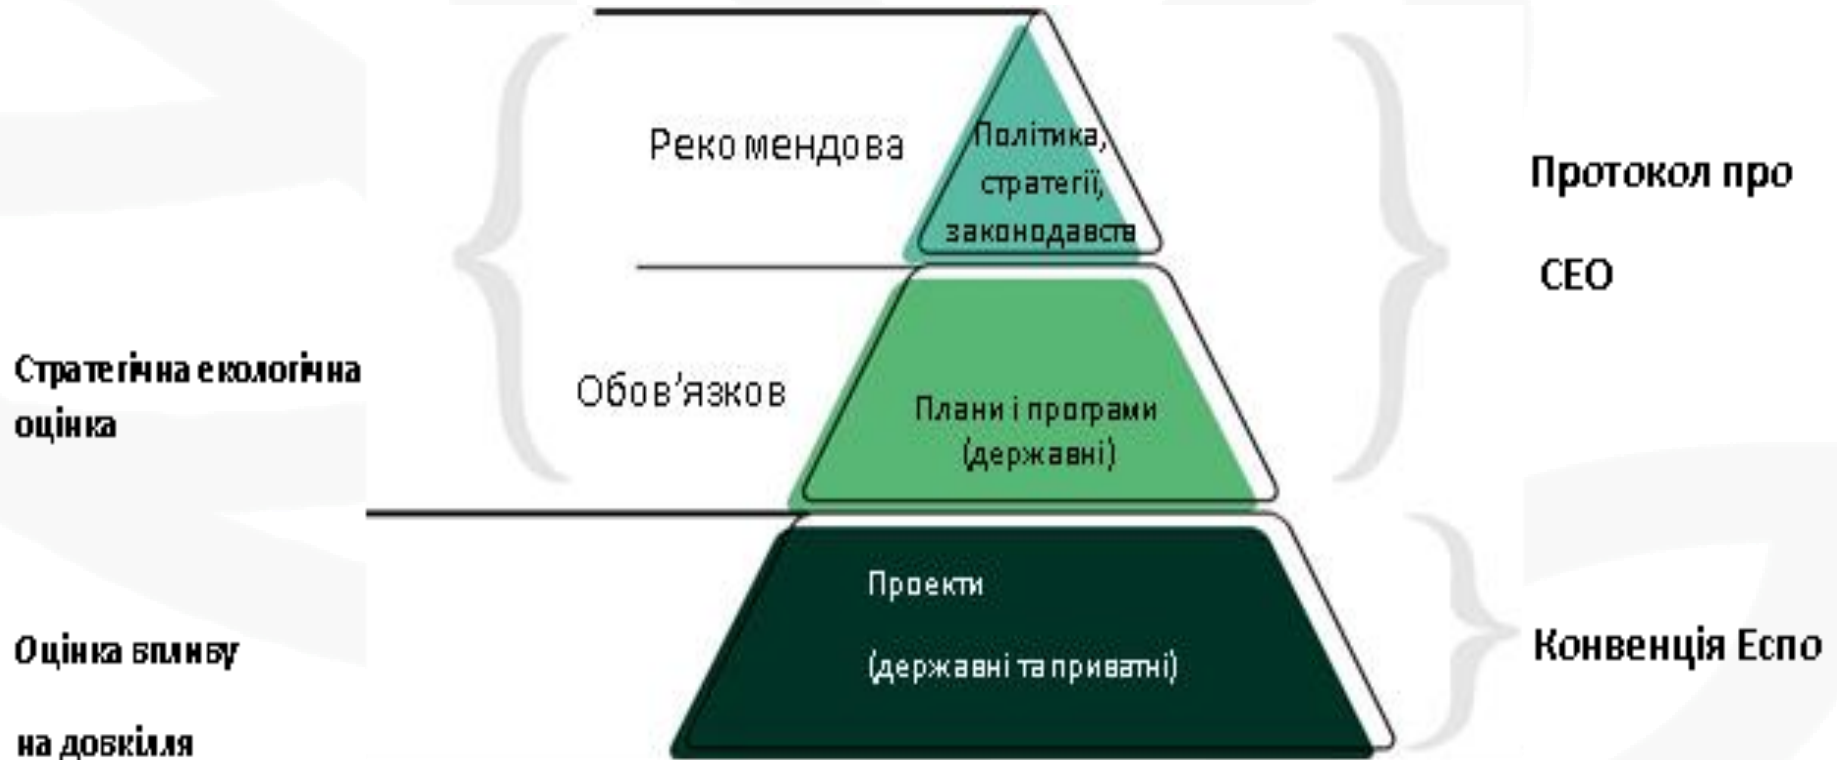 Рекомендова
Політика,
стратегії,
законодавств
Протокол про
СЕО
Стратегічна екологічна
оцінка
Обов’язков
Плани і програми
(державні)
Проекти
(державні та приватні)
Оцінка впливу
на довкілля
Конвенція Еспо